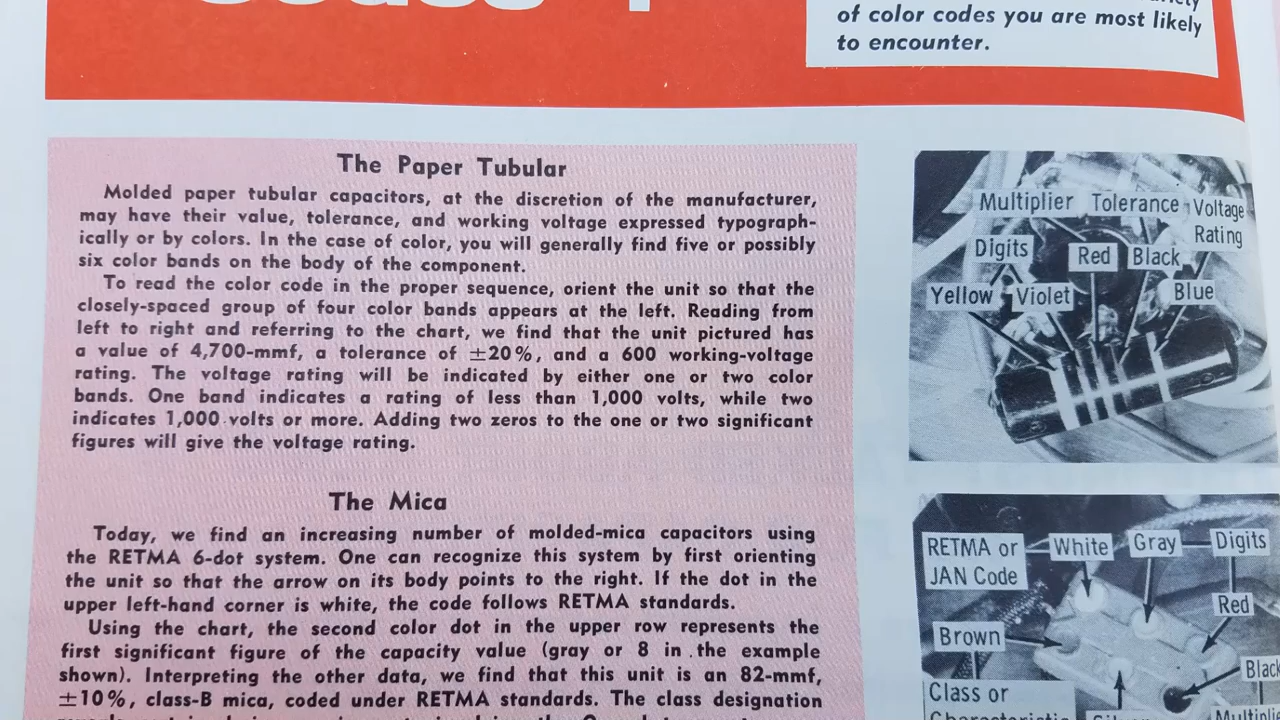 of color codes you are most likely
to encounter.
The Paper Tubular
Molded paper tubular capacitors, at the discretion of the manufacturer,
may have their value, tolerance, and working voltage expressed typograph-
ically or by colors. In the case of color, you will generally find five or possibly
six color bands on the body of the component.
To read the color code in the proper sequence, orient the unit so that the
closely-spaced group of four color bands appears at the left. Reading from
left to right and referring to the chart, we find that the unit pictured has
a value of 4,700-mmf, a tolerance of ±20%, and a 600 working-voltage
rating. The voltage rating will be indicated by either one or two color
bands. One band indicates a rating of less than 1,000 volts, while two
indicates 1,000 volts or more. Adding two zeros to the one or two significant
figures will give the voltage rating.
The Mica
Today, we find an increasing number of molded-mica capacitors using
the RETMA 6-dot system. One can recognize this system by first orienting
the unit so that the arrow on its body points to the right. If the dot in the
upper left-hand corner is white, the code follows RETMA standards.
Using the chart, the second color dot in the upper row represents the
first significant figure of the capacity value (gray or 8 in the example
shown). Interpreting the other data, we find that this unit is an 82-mmf,
±10%, class-B mica, coded under RETMA standards. The class designation
Multiplier Tolerance Voltage
Rating
Digits Red Black
Yellow Violet Blue
RETMA or
JAN Code
White Gray Digits
Red
Brown
Black
Class or